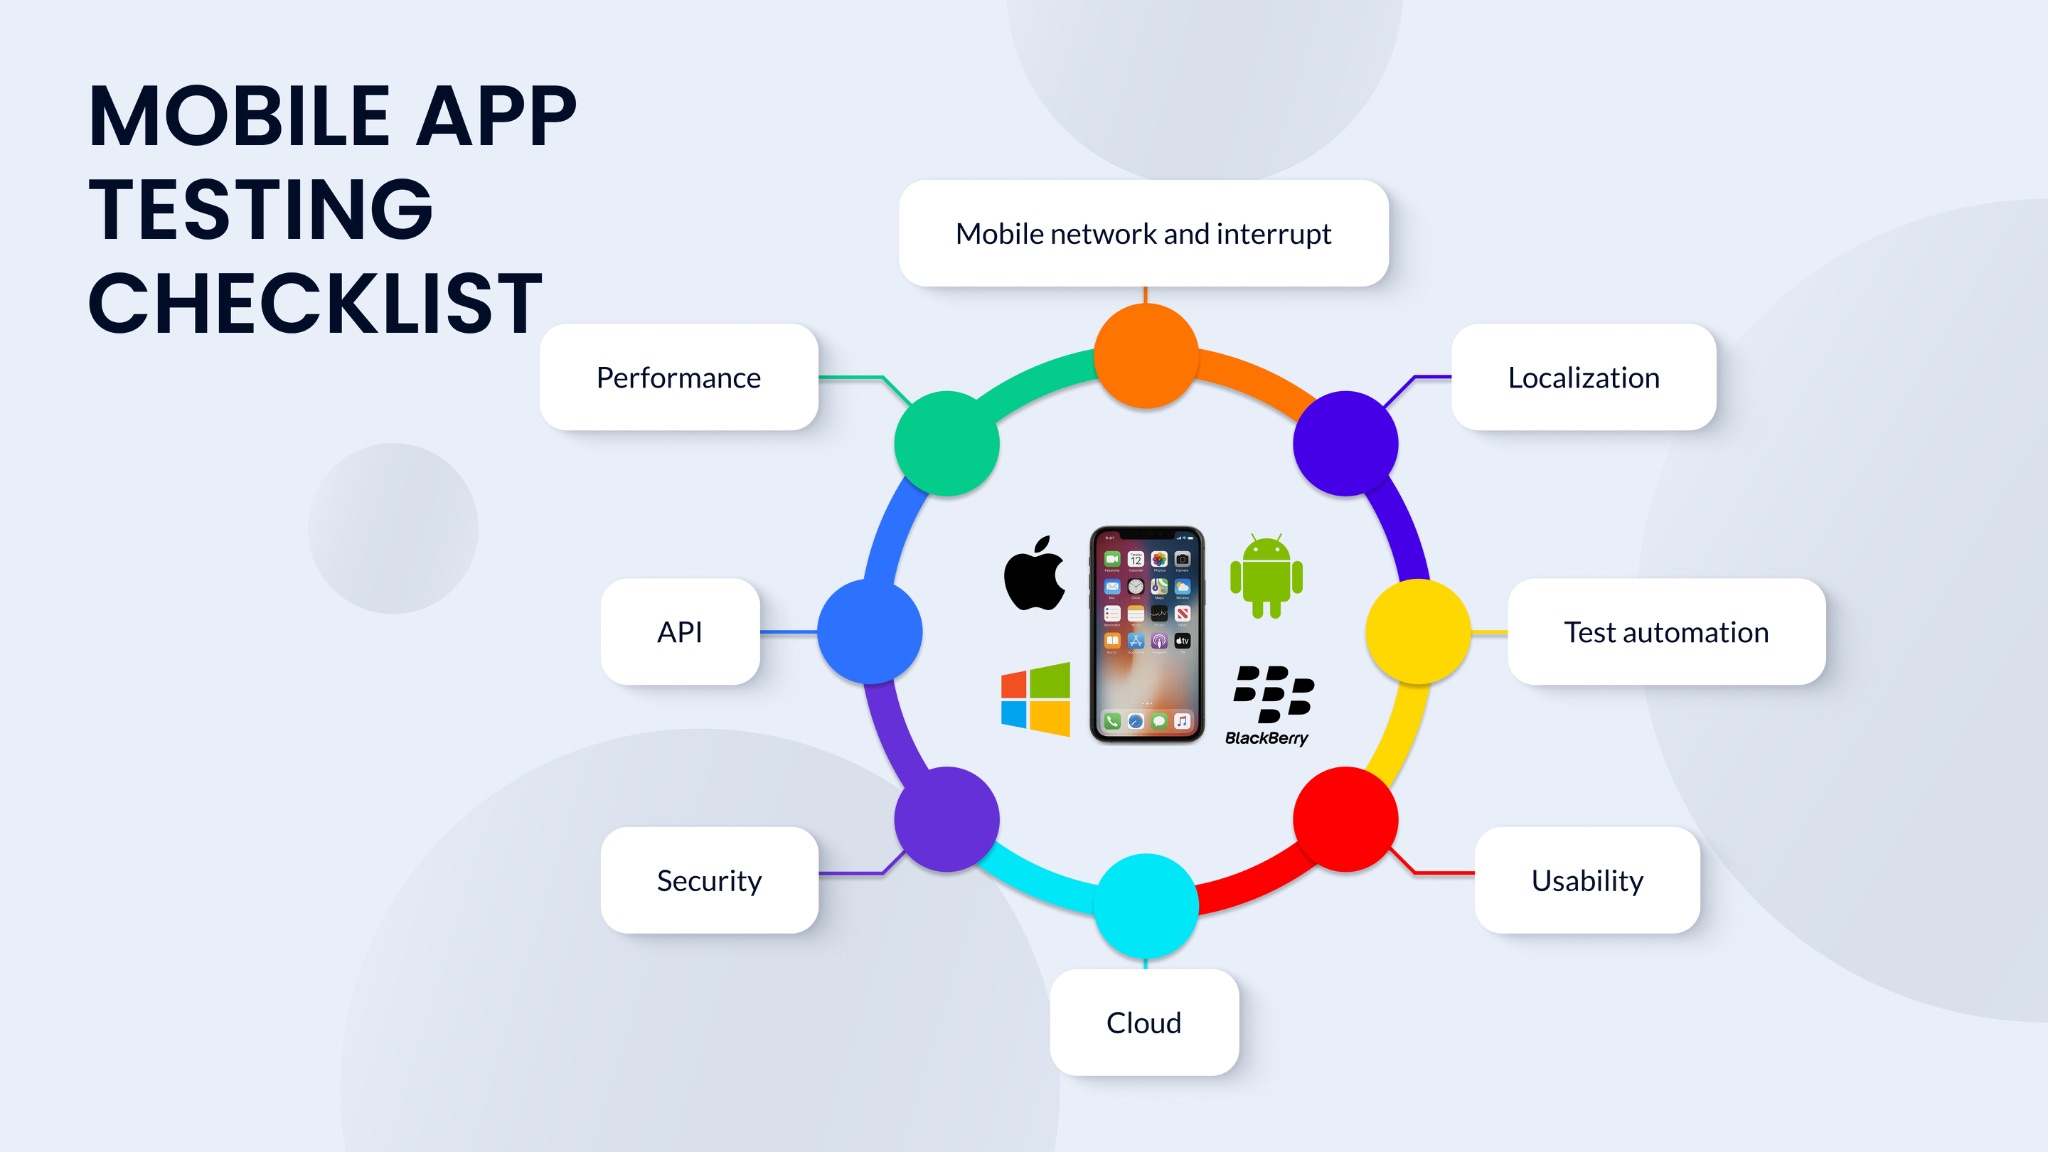 MOBILE APP
TESTING
CHECKLIST
Mobile network and interrupt
Performance
Localization
API
Test automation
BlackBerry
Security
Usability
Cloud